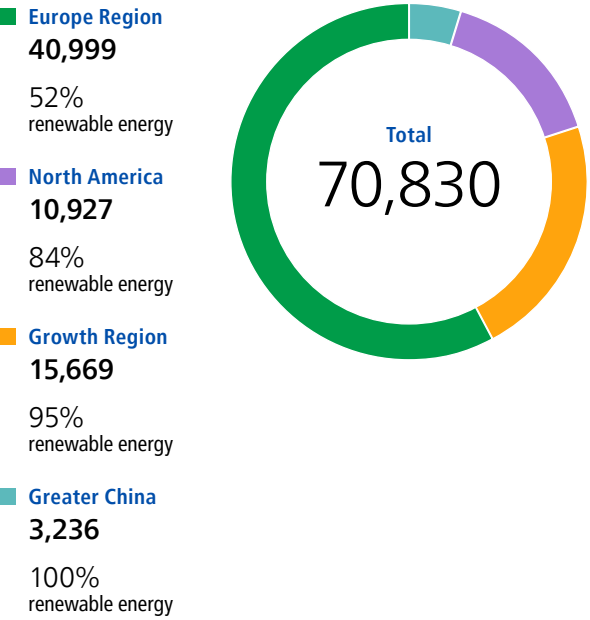 Europe Region
40,999
52%
renewable energy
North America
10,927
84%
renewable energy
Growth Region
15,669
95%
renewable energy
Greater China
3,236
100%
renewable energy
Total
70,830